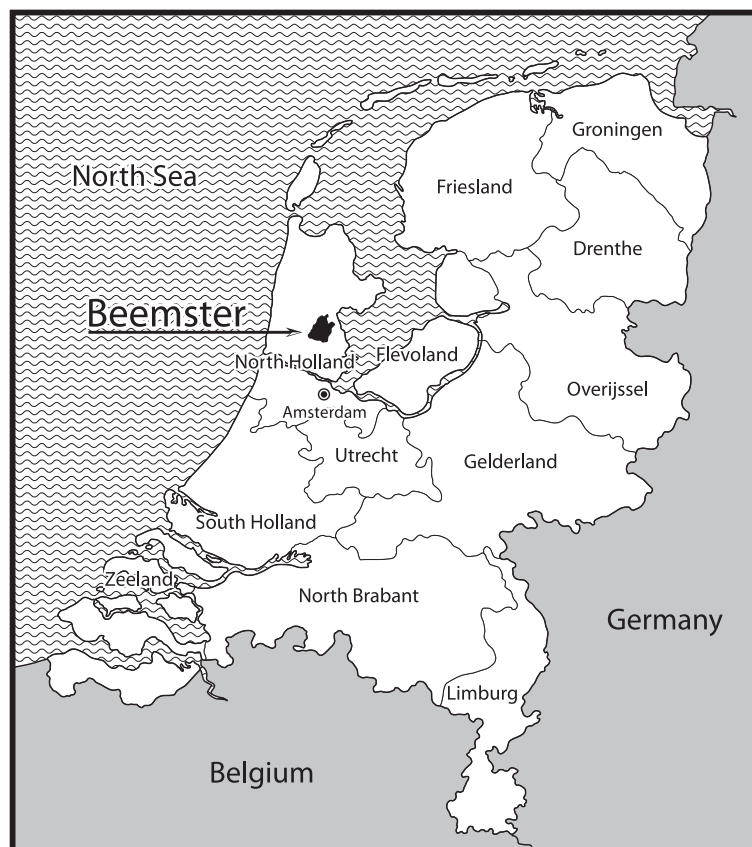 Groningen
North Sea
Friesland
Drenthe
Beemster
North Holland
Flevoland
Overijssel
Amsterdam
Utrecht
Gelderland
South Holland
Zeeland
North Brabant
Germany
Limburg
Belgium